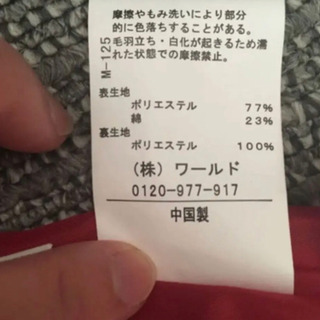 摩擦やもみ洗いにより部分
的に色落ちすることがある。
毛羽立ち・白化が起きるため濡
れた状態での摩擦禁止。
M-125
表生地
ポリエステル 77%
綿 23%
裏生地
ポリエステル 100%
(株) ワールド
0120-977-917
中国製